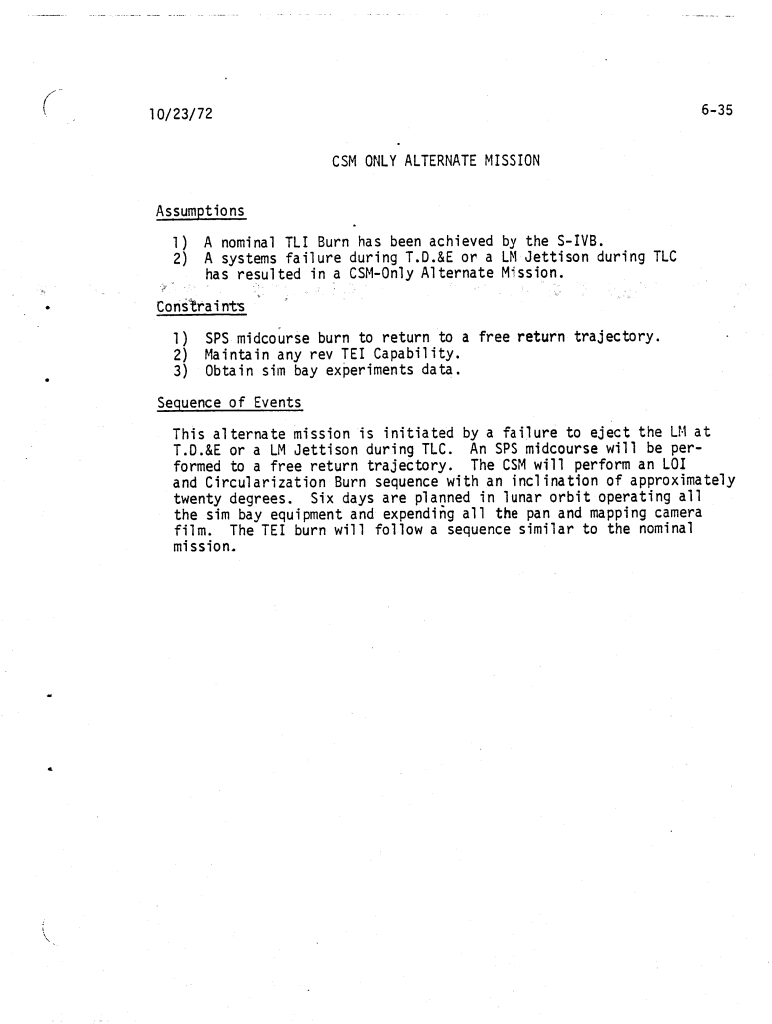 10/23/72 6-35
CSM ONLY ALTERNATE MISSION
Assumptions
1) A nominal TLI Burn has been achieved by the S-IVB.
2) A systems failure during T.D.&E or a LM Jettison during TLC
has resulted in a CSM-Only Alternate Mission.
Constraints
1) SPS midcourse burn to return to a free return trajectory.
2) Maintain any rev TEI Capability.
3) Obtain sim bay experiments data.
Sequence of Events
This alternate mission is initiated by a failure to eject the LM at
T.D.&E or a LM Jettison during TLC. An SPS midcourse will be per-
formed to a free return trajectory. The CSM will perform an LOI
and Circularization Burn sequence with an inclination of approximately
twenty degrees. Six days are planned in lunar orbit operating all
the sim bay equipment and expending all the pan and mapping camera
film. The TEI burn will follow a sequence similar to the nominal
mission.